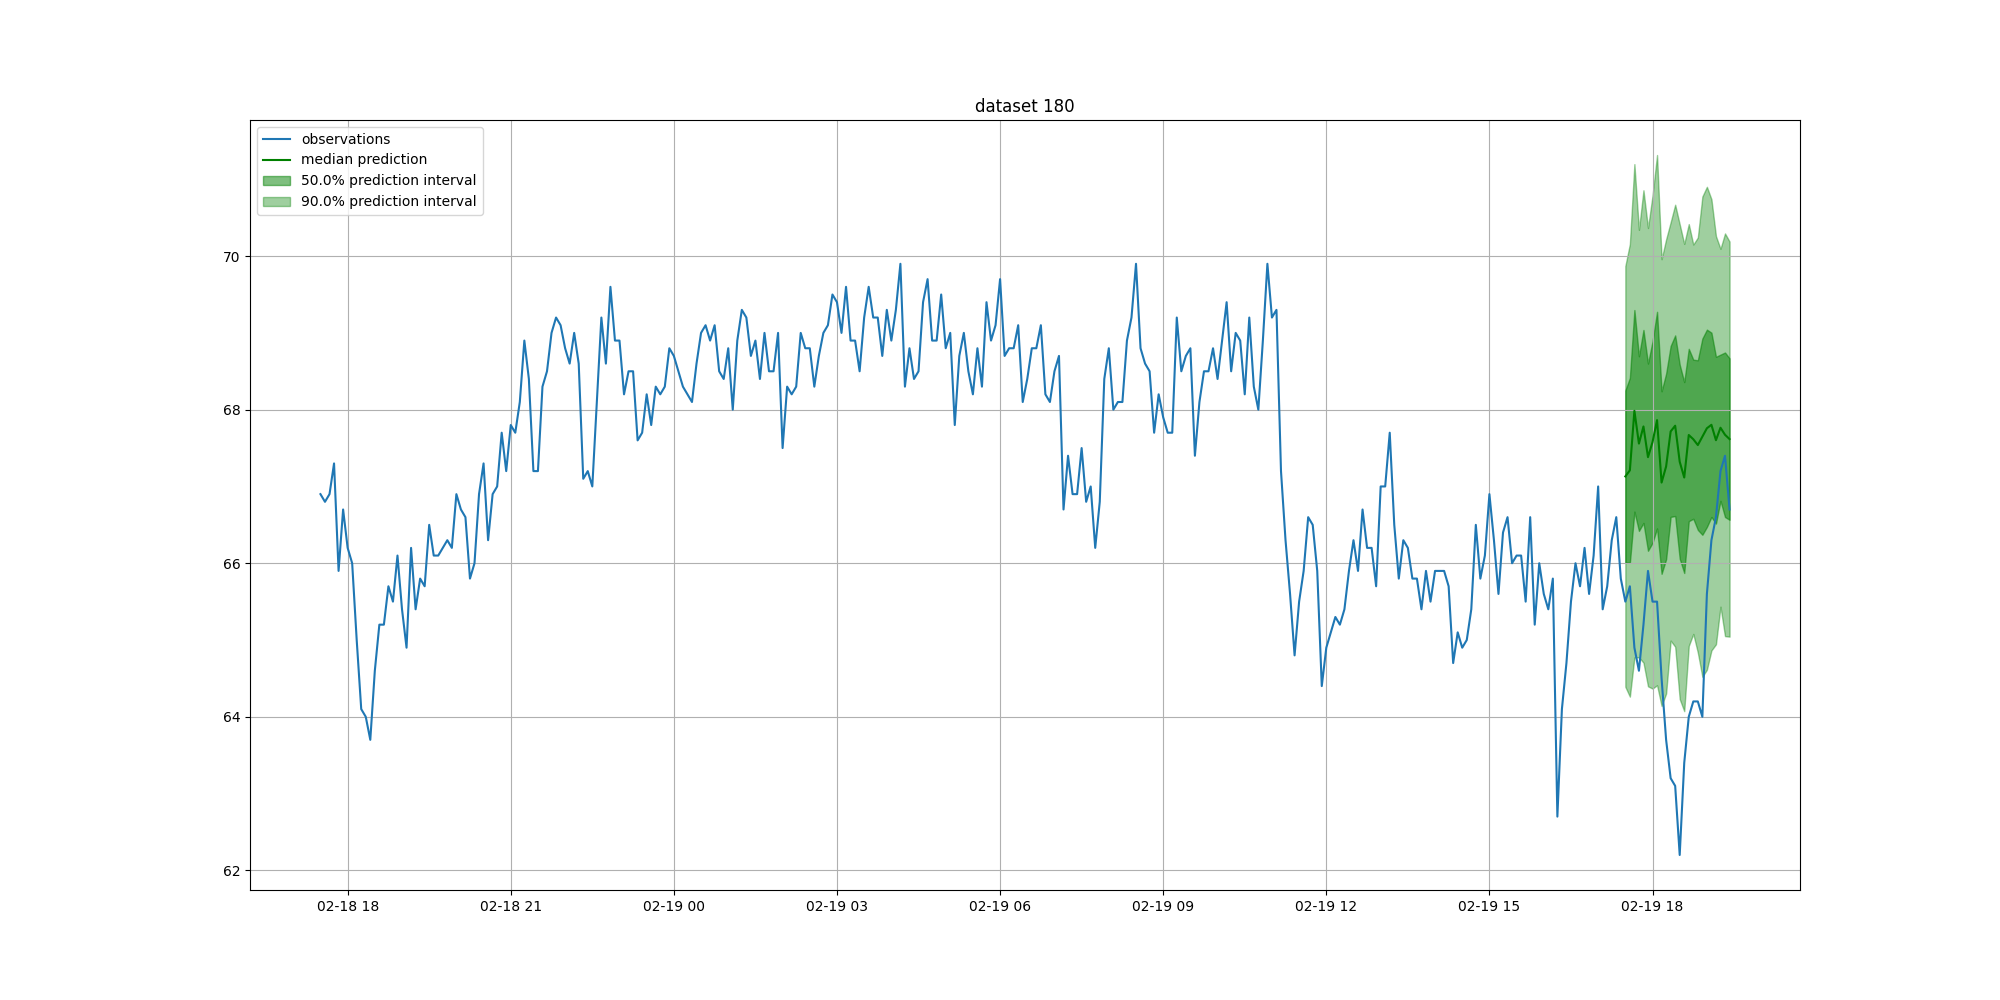 dataset 180
observations
median prediction
50.0% prediction interval
90.0% prediction interval
70
68
66
64
62
02-18 18
02-18 21
02-19 00
02-19 03
02-19 06
02-19 09
02-19 12
02-19 15
02-19 18